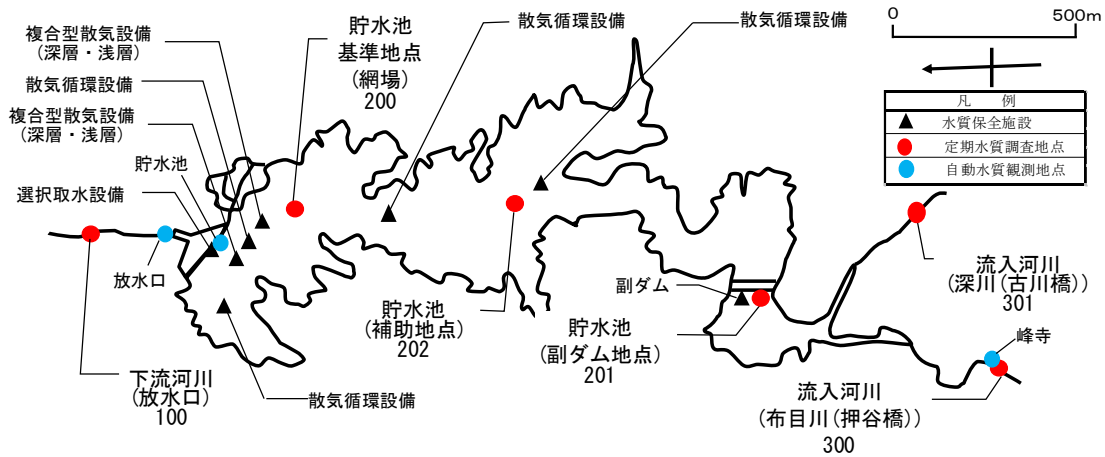 複合型散気設備
(深層・浅層)
散気循環設備
複合型散気設備
(深層・浅層)
貯水池
選択取水設備
貯水池
基準地点
(網場)
200
散気循環設備
散気循環設備
0 500m
凡 例
水質保全施設
定期水質調査地点
自動水質観測地点
放水口
下流河川
(放水口)
100
散気循環設備
貯水池
(補助地点)
202
副ダム
貯水池
(副ダム地点)
201
流入河川
(深川(古川橋))
301
峰寺
流入河川
(布目川(押谷橋))
300